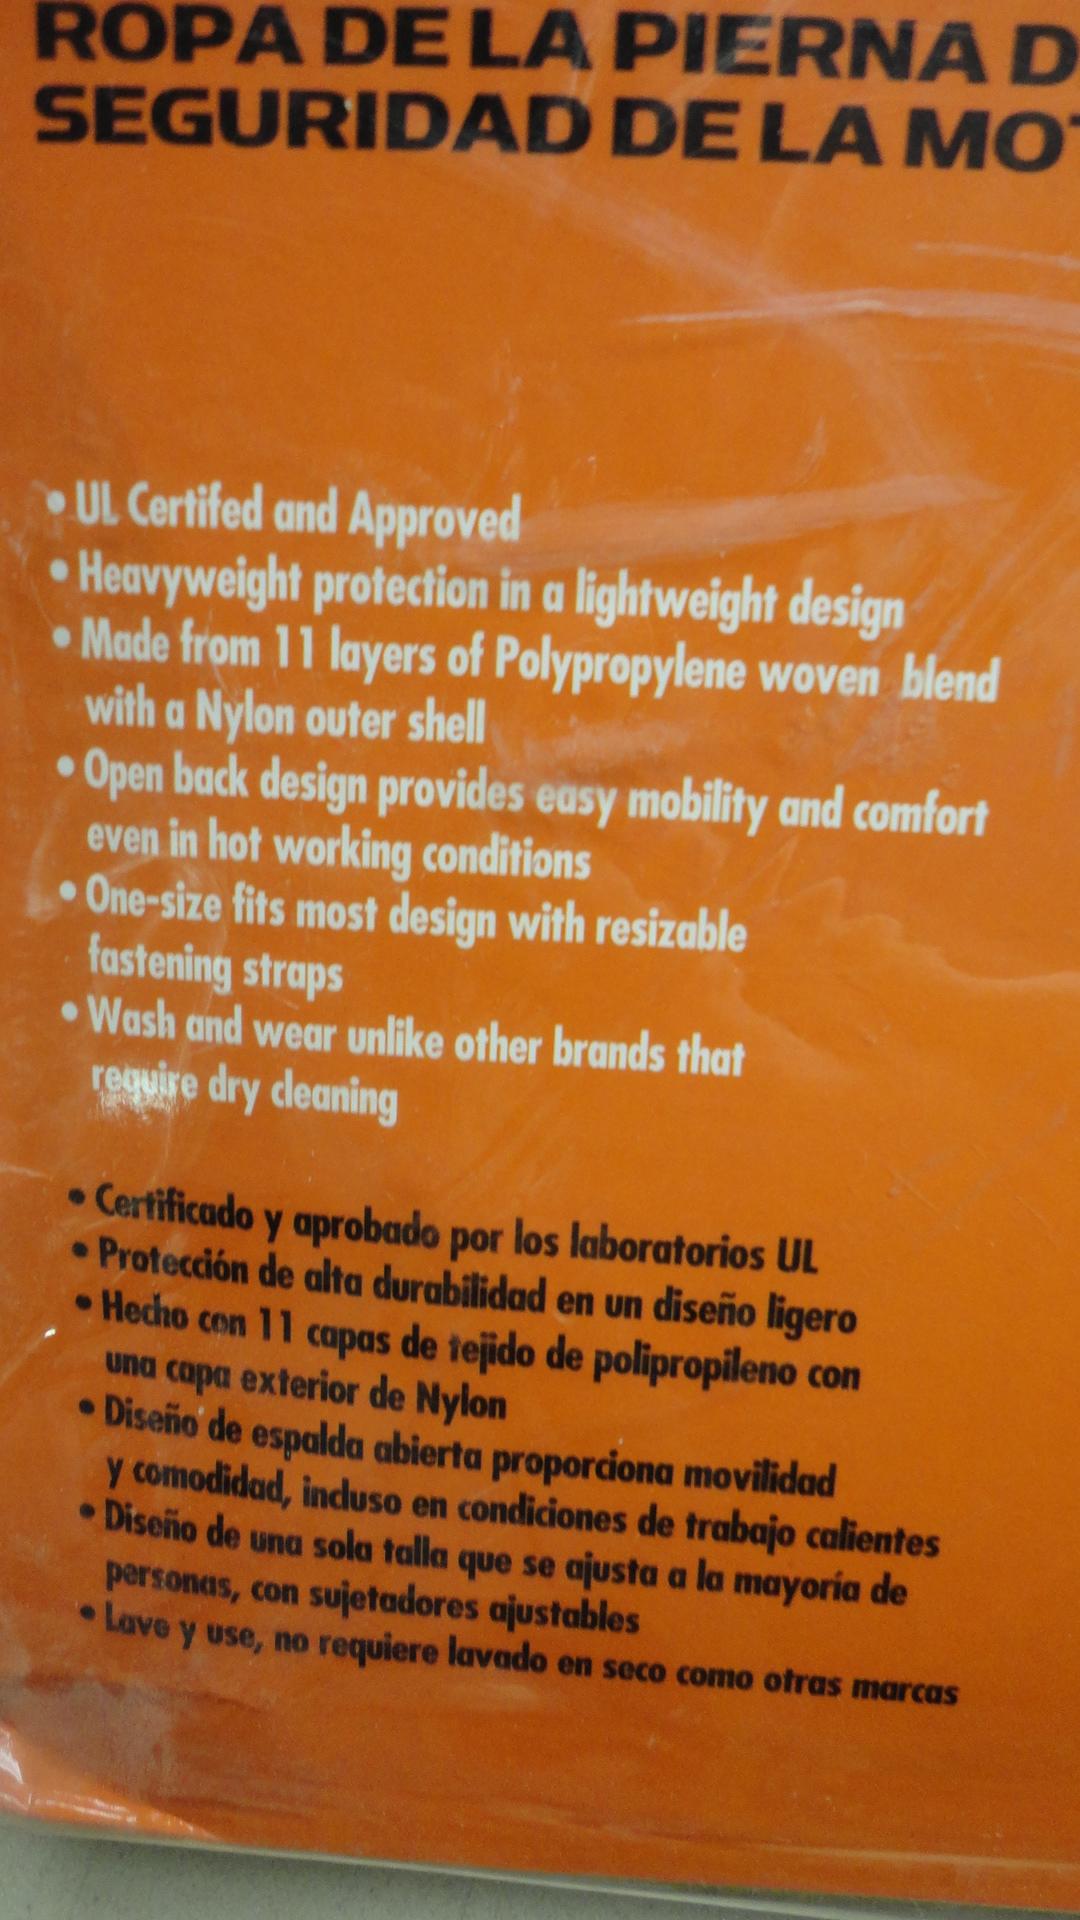 ROPA DE LA PIERNA D
SEGURIDAD DE LA MOT
• UL Certifed and Approved
• Heavyweight protection in a lightweight design
• Made from 11 layers of Polypropylene woven blend
with a Nylon outer shell
• Open back design provides easy mobility and comfort
even in hot working conditions
• One-size fits most design with resizable
fastening straps
• Wash and wear unlike other brands that
require dry cleaning
• Certificado y aprobado por los laboratorios UL
• Protección de alta durabilidad en un diseño ligero
• Hecho con 11 capas de tejido de polipropileno con
una capa exterior de Nylon
• Diseño de espalda abierta proporciona movilidad
y comodidad, incluso en condiciones de trabajo calientes
• Diseño de una sola talla que se ajusta a la mayoría de
personas, con sujetadores ajustables
• Lave y use, no requiere lavado en seco como otras marcas